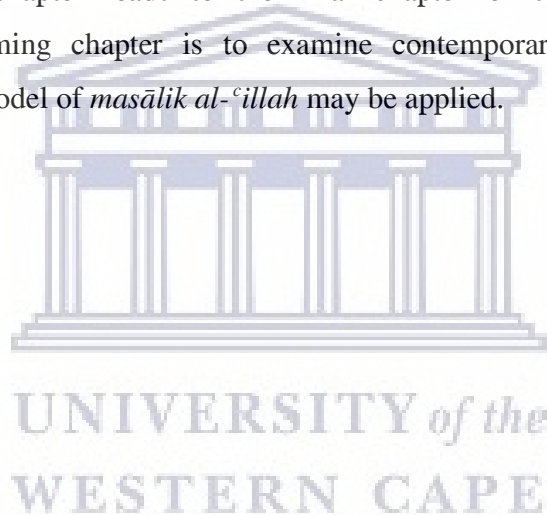 ming chapter is to examine contemporar
odel of masālik al-ʿillah may be applied.
UNIVERSITY of the
WESTERN CAPE